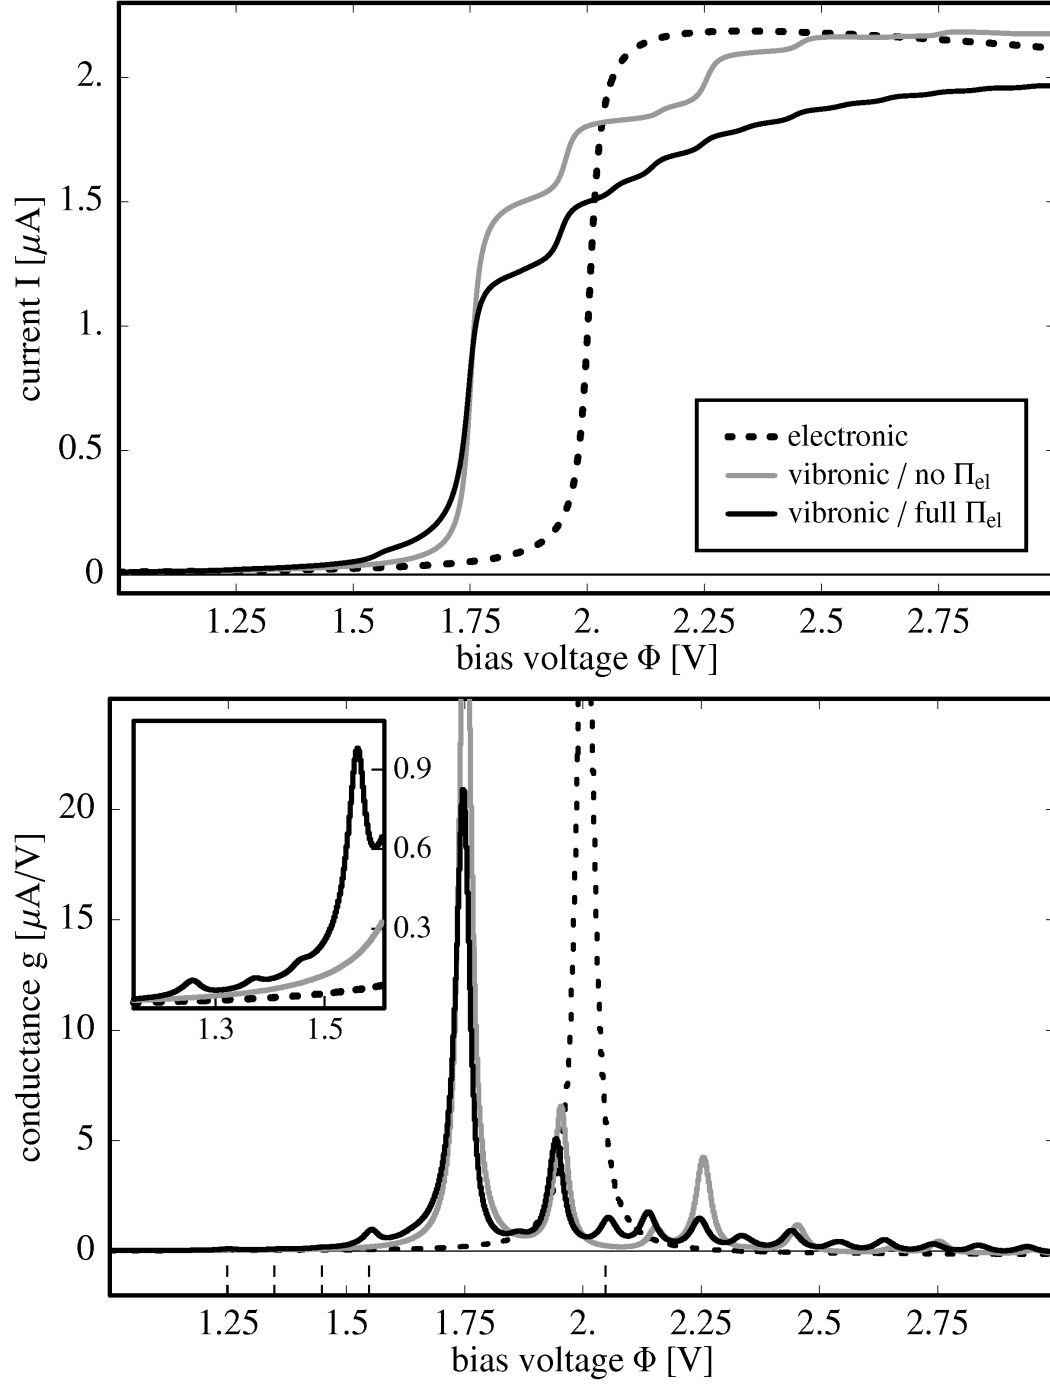 current I [μA]
2.
1.5
1.
0.5
0
electronic
vibronic / no Πel
vibronic / full Πel
1.25 1.5 1.75 2. 2.25 2.5 2.75
bias voltage Φ [V]
conductance g [μA/V]
20
15
10
5
0
0.9
0.6
0.3
1.3 1.5
1.25 1.5 1.75 2. 2.25 2.5 2.75
bias voltage Φ [V]